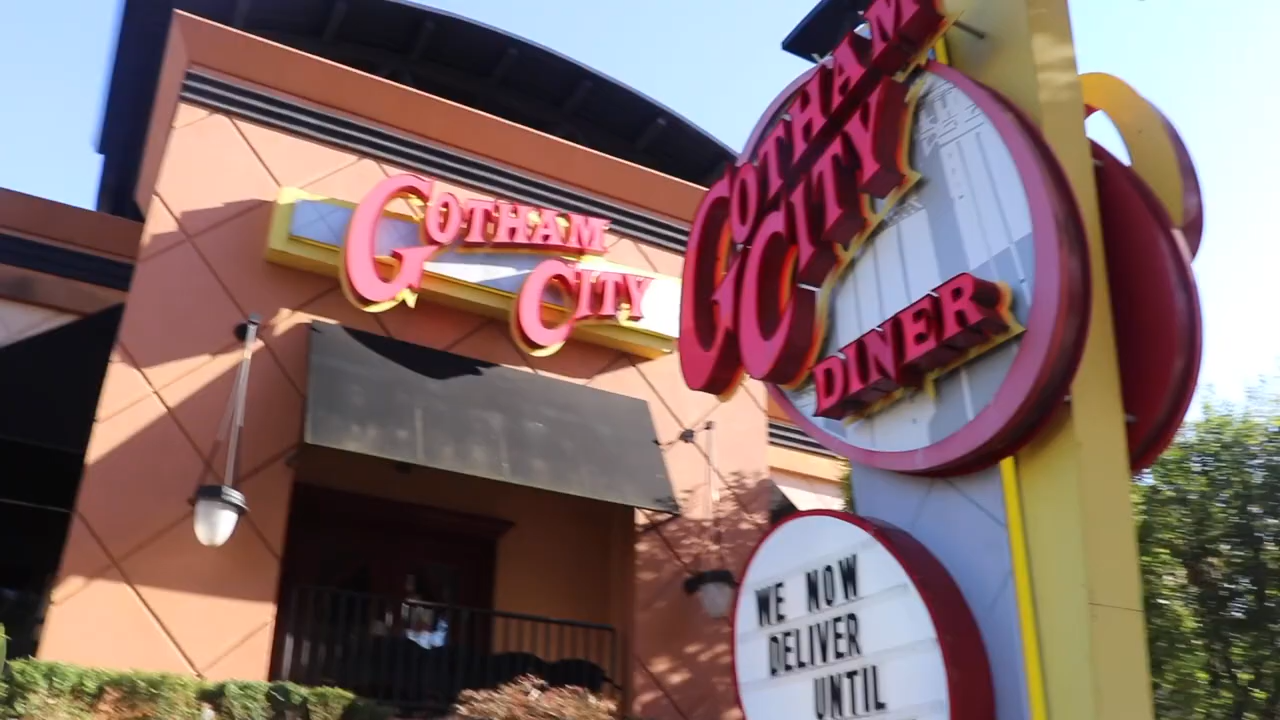 GOTHAM
CITY
GOTHAM
CITY
DINER
WE NOW
DELIVER
UNTIL